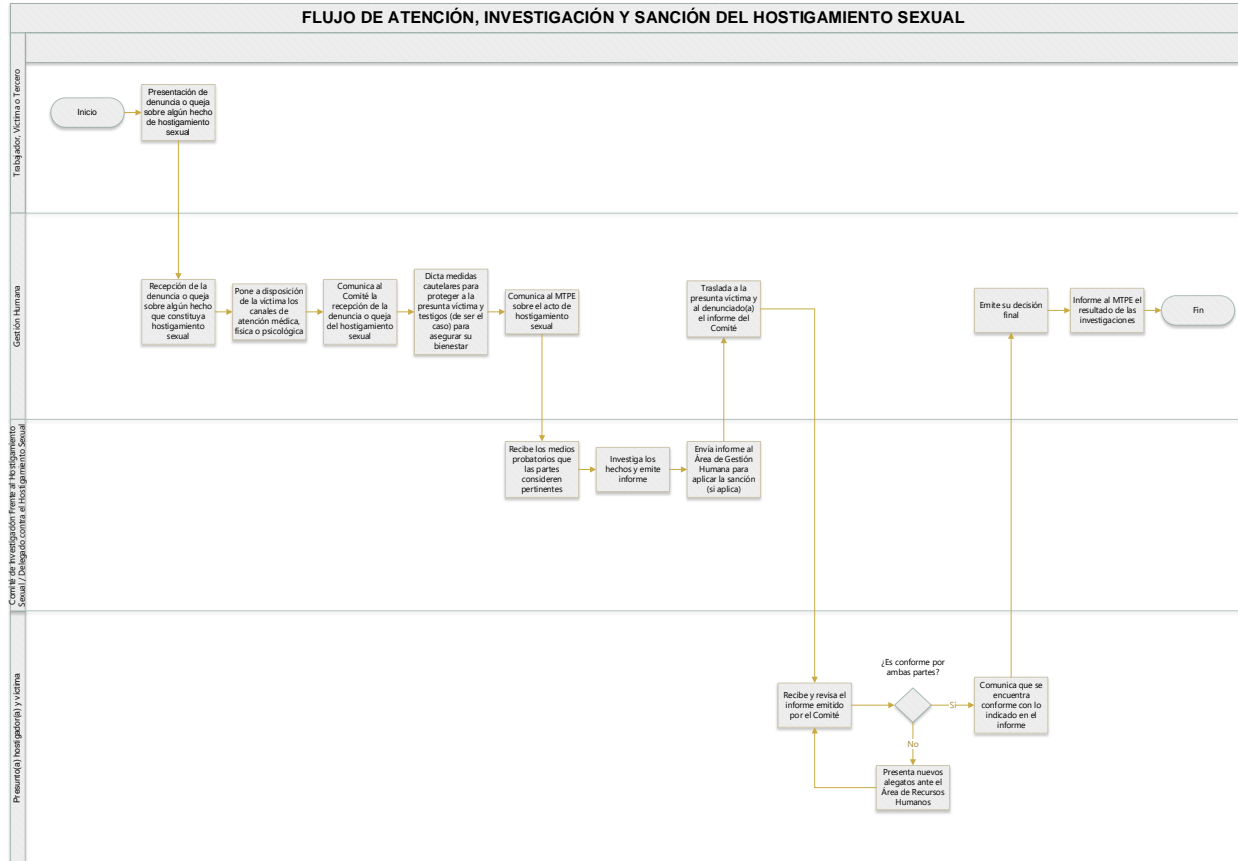 FLUJO DE ATENCIÓN, INVESTIGACIÓN Y SANCIÓN DEL HOSTIGAMIENTO SEXUAL
Trabajador, Víctima o Tercero
Inicio
Presentación de
denuncia o queja
sobre algún hecho
de hostigamiento
sexual
Gestión Humana
Recepción de la
denuncia o queja
sobre algún hecho
que constituya
hostigamiento
sexual
Pone a disposición
de la víctima los
canales de
atención médica,
física o psicológica
Comunica al
Comité la
recepción de la
denuncia o queja
del hostigamiento
sexual
Dicta medidas
cautelares para
proteger a la
presunta víctima y
testigos (de ser el
caso) para
asegurar su
bienestar
Comunica al MTPE
sobre el acto de
hostigamiento
sexual
Traslada a la
presunta víctima y
al denunciado(a)
el informe del
Comité
Emite su decisión
final
Informe al MTPE el
resultado de las
investigaciones
Fin
Comité de Investigación Frente al Hostigamiento
Sexual / Delegado contra el Hostigamiento Sexual
Recibe los medios
probatorios que
las partes
consideren
pertinentes
Investiga los
hechos y emite
informe
Envía informe al
Área de Gestión
Humana para
aplicar la sanción
(si aplica)
Presunto(a) hostigador(a) y víctima
Recibe y revisa el
informe emitido
por el Comité
¿Es conforme por
ambas partes?
Si
No
Comunica que se
encuentra
conforme con lo
indicado en el
informe
Presenta nuevos
alegatos ante el
Área de Recursos
Humanos